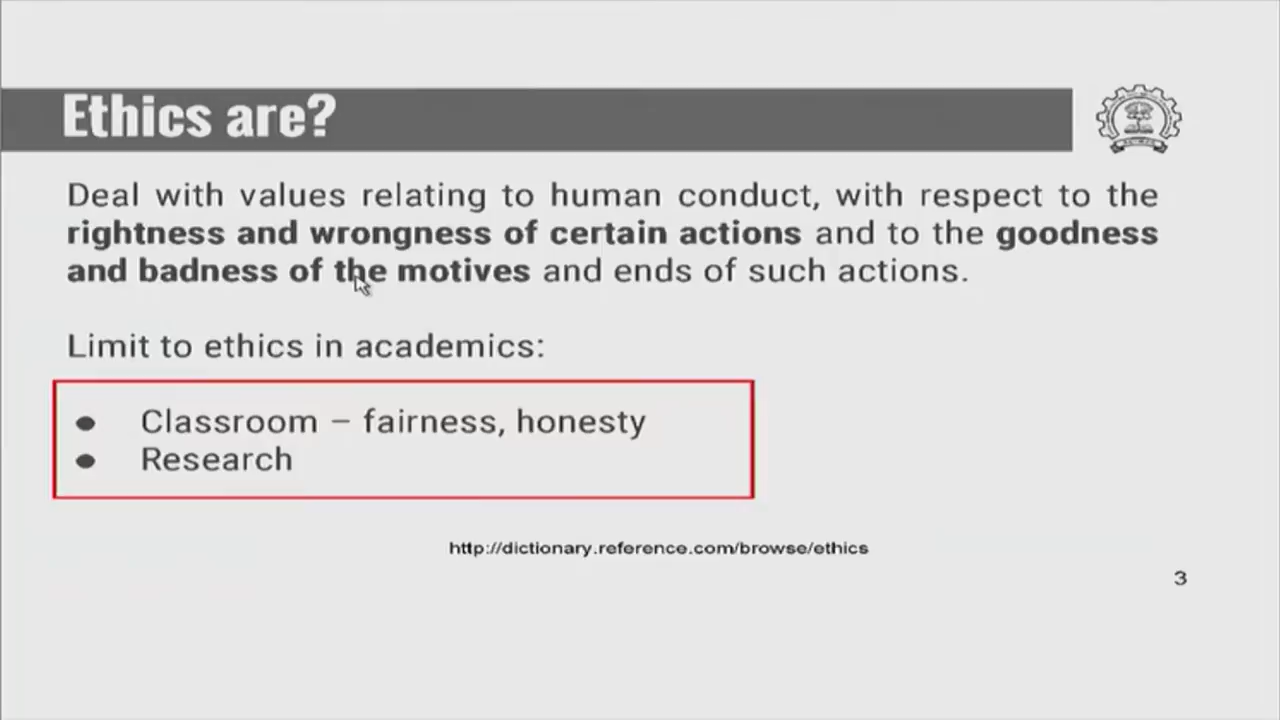 Ethics are?
Deal with values relating to human conduct, with respect to the
rightness and wrongness of certain actions and to the goodness
and badness of the motives and ends of such actions.
Limit to ethics in academics:
● Classroom – fairness, honesty
● Research
http://dictionary.reference.com/browse/ethics
3